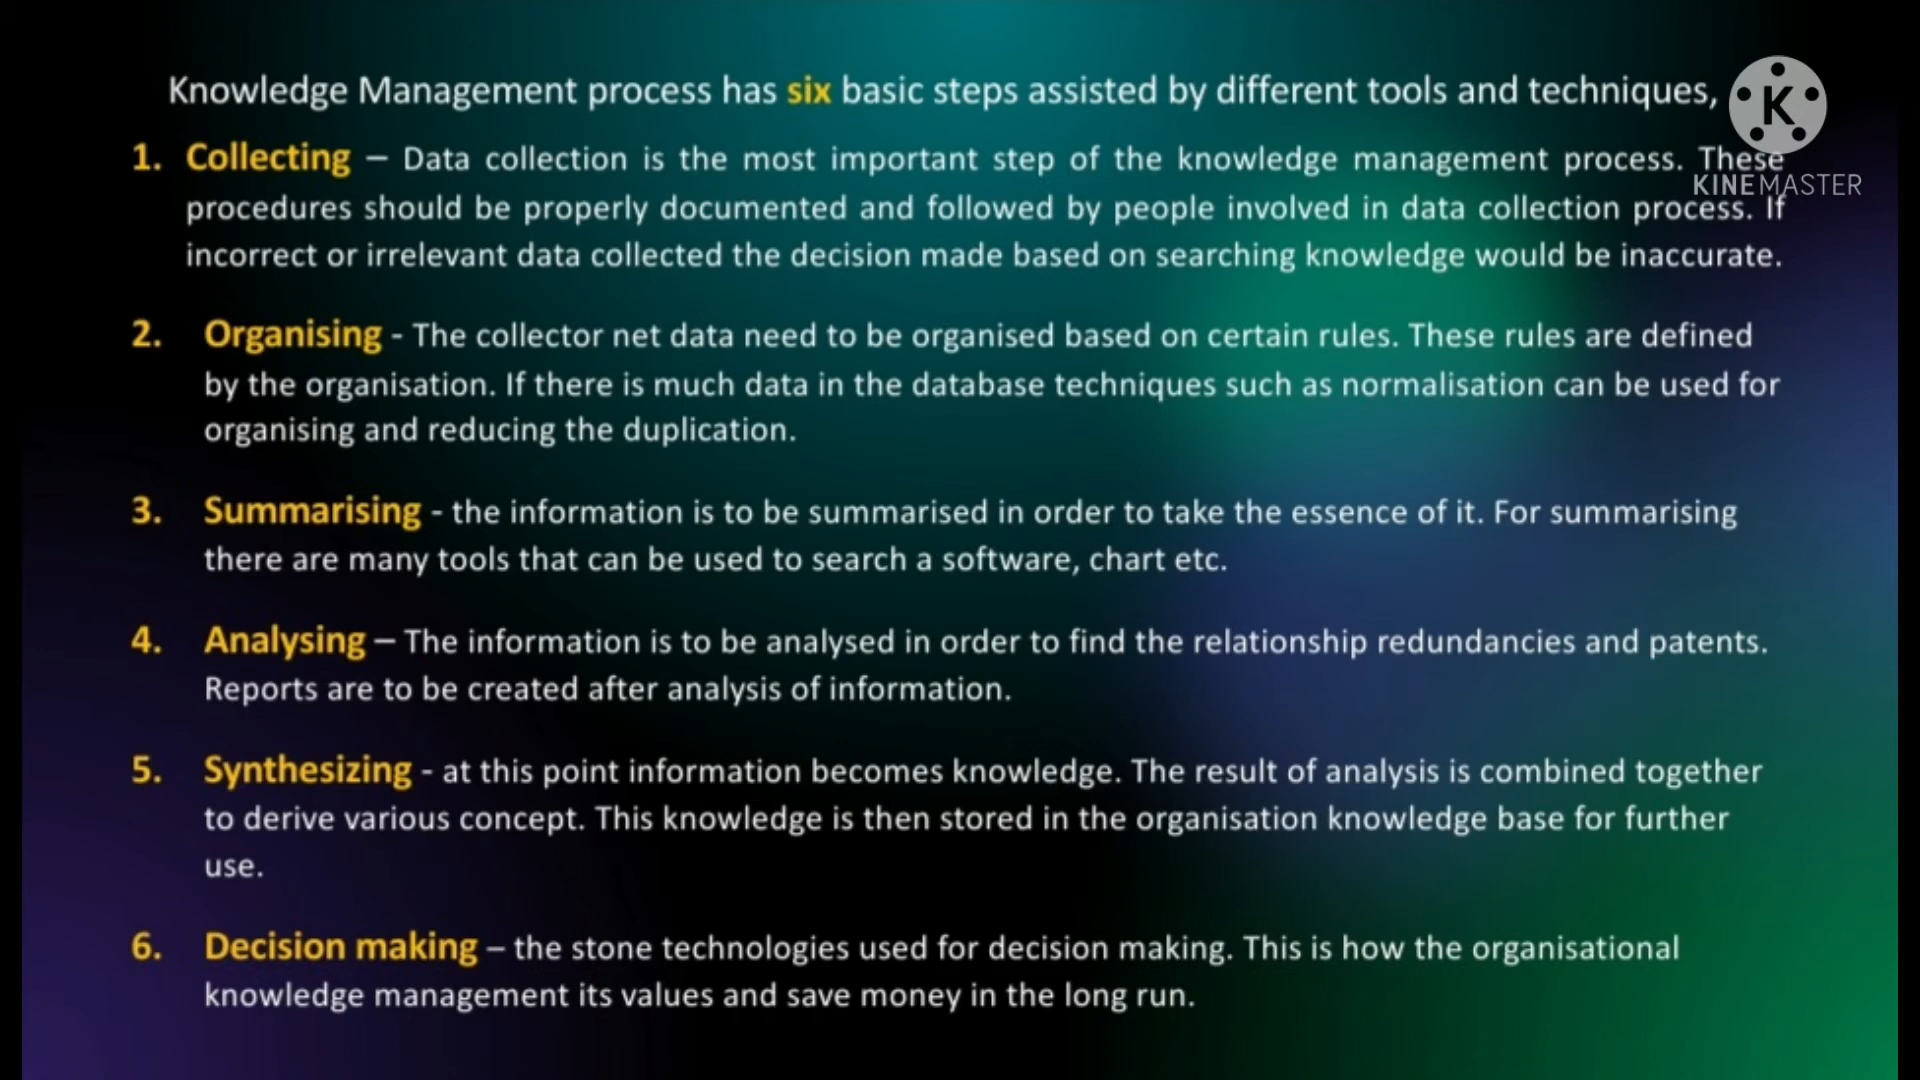 Knowledge Management process has six basic steps assisted by different tools and techniques,
K
KINEMASTER
1. Collecting – Data collection is the most important step of the knowledge management process. These
procedures should be properly documented and followed by people involved in data collection process. If
incorrect or irrelevant data collected the decision made based on searching knowledge would be inaccurate.
2. Organising - The collector net data need to be organised based on certain rules. These rules are defined
by the organisation. If there is much data in the database techniques such as normalisation can be used for
organising and reducing the duplication.
3. Summarising - the information is to be summarised in order to take the essence of it. For summarising
there are many tools that can be used to search a software, chart etc.
4. Analysing – The information is to be analysed in order to find the relationship redundancies and patents.
Reports are to be created after analysis of information.
5. Synthesizing - at this point information becomes knowledge. The result of analysis is combined together
to derive various concept. This knowledge is then stored in the organisation knowledge base for further
use.
6. Decision making – the stone technologies used for decision making. This is how the organisational
knowledge management its values and save money in the long run.